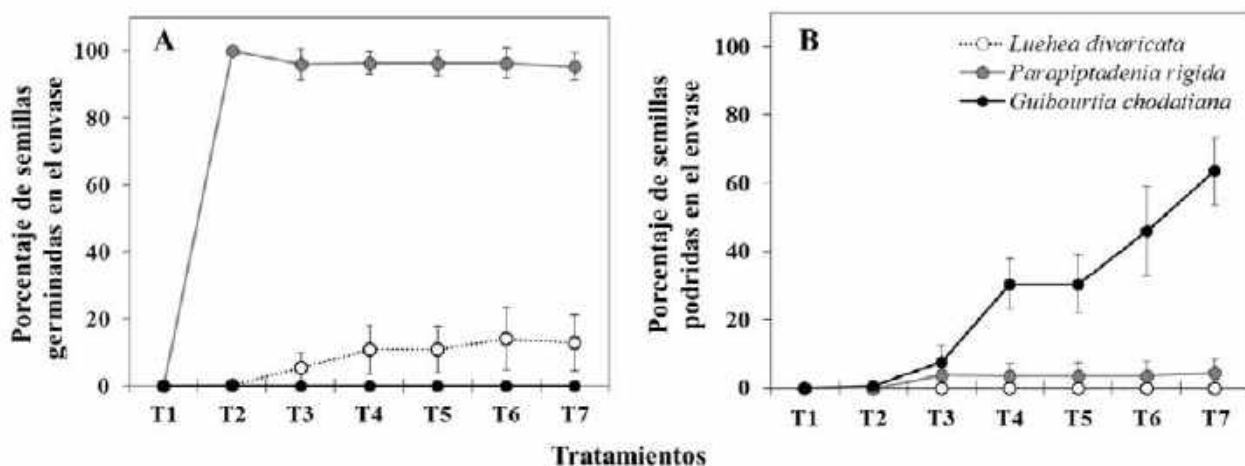 A
Porcentaje de semillas
germinadas en el envase
100
80
60
40
20
0
T1 T2 T3 T4 T5 T6 T7
B
Porcentaje de semillas
podridas en el envase
100
80
60
40
20
0
Luehea divaricata
Parapiptadenia rigida
Guibourtia chodatiana
T1 T2 T3 T4 T5 T6 T7
Tratamientos